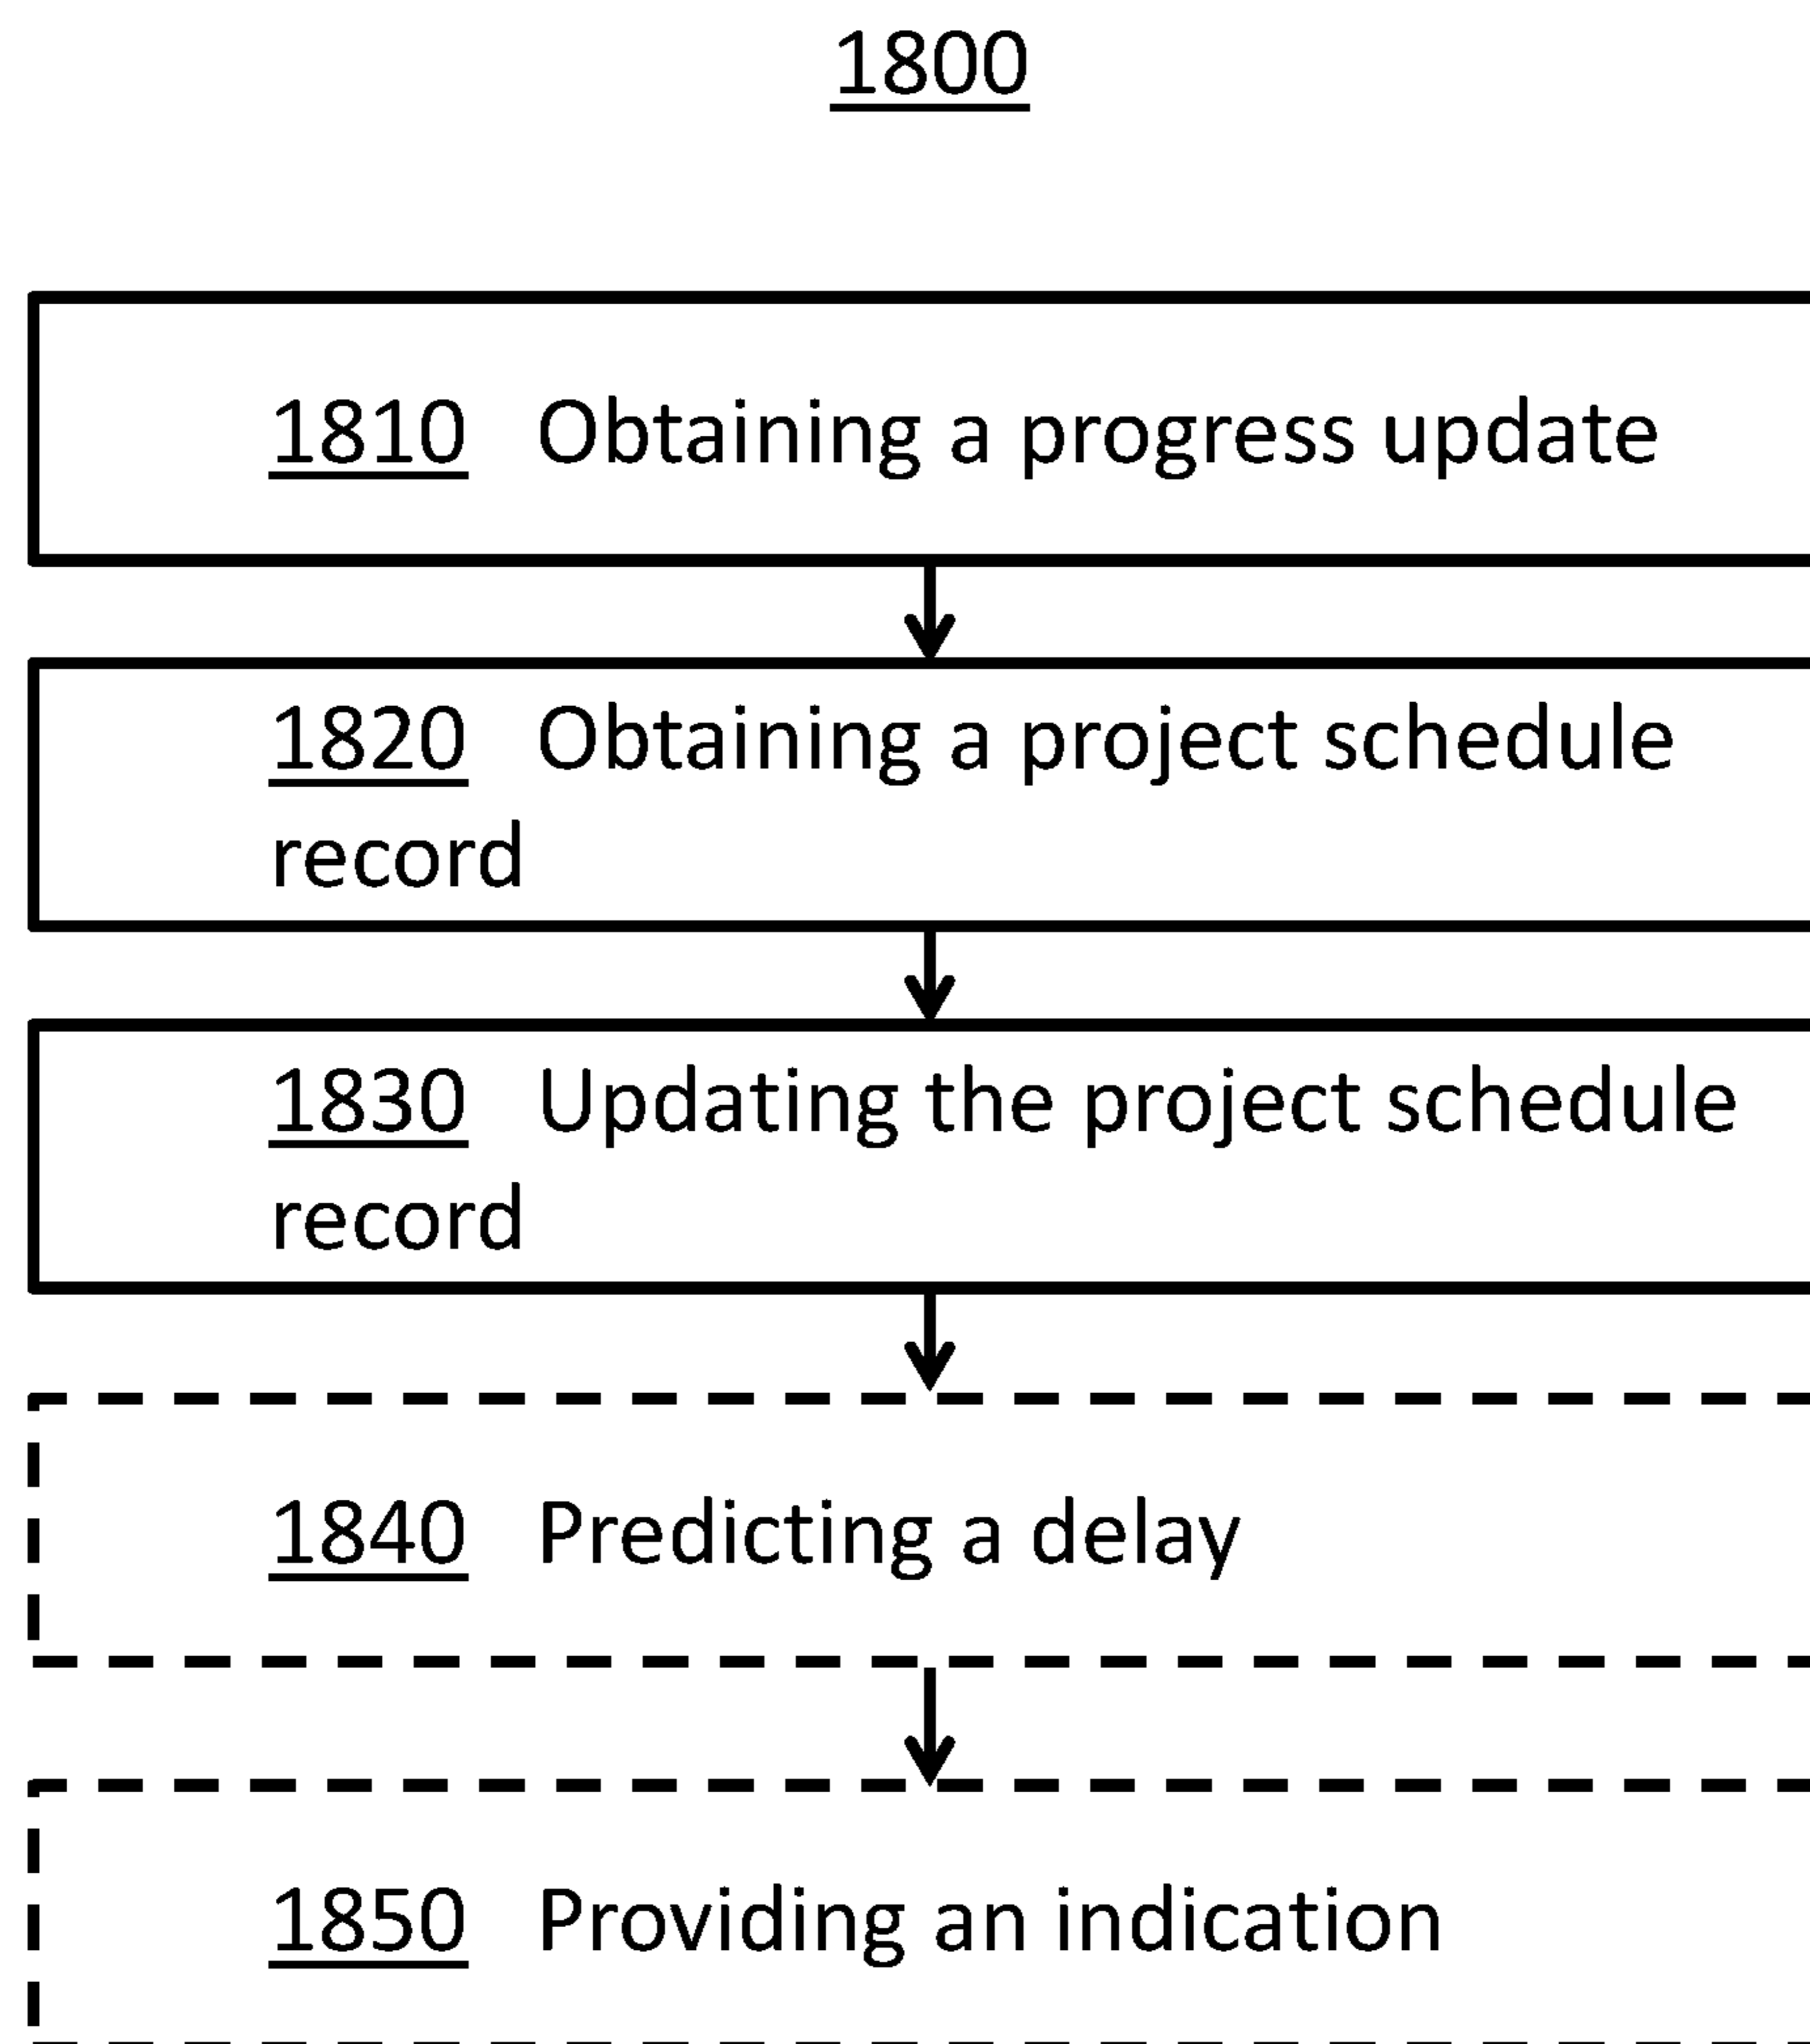 1800
1810 Obtaining a progress update
1820 Obtaining a project schedule
record
1830 Updating the project schedule
record
1840 Predicting a delay
1850 Providing an indication